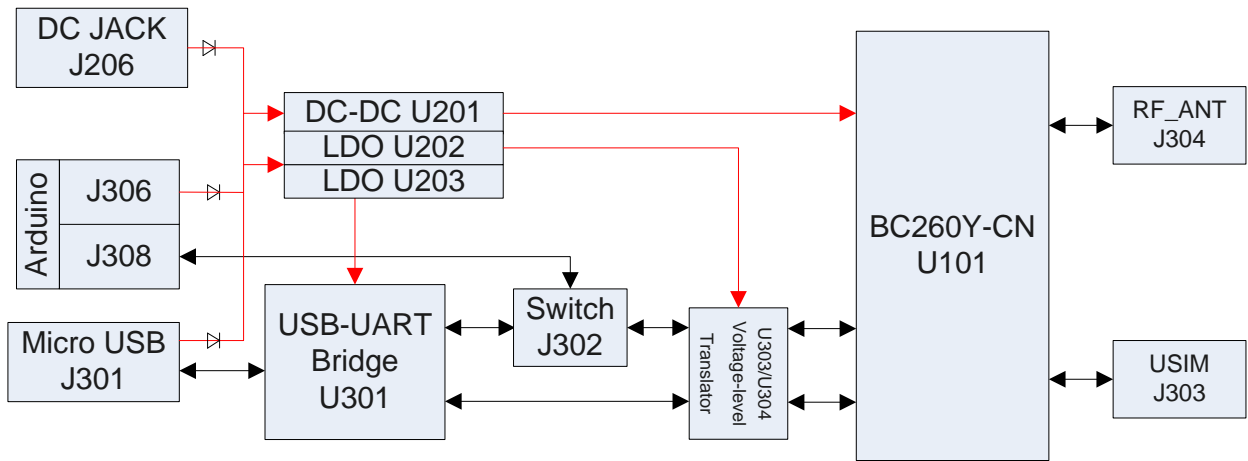 DC JACK
J206
DC-DC U201
LDO U202
LDO U203
RF_ANT
J304
Arduino
J306
J308
BC260Y-CN
U101
Micro USB
J301
USB-UART
Bridge
U301
Switch
J302
U303/U304
Voltage-level
Translator
USIM
J303